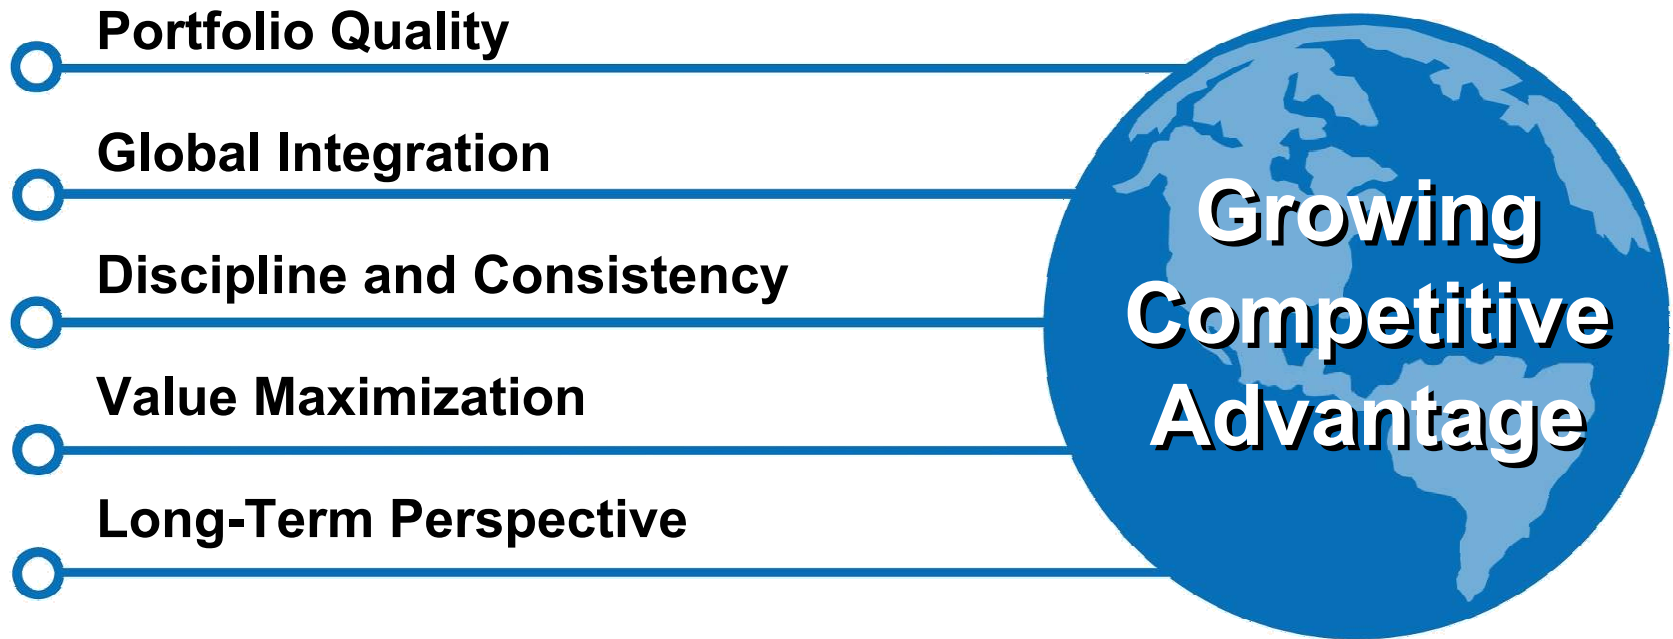 Portfolio Quality
Global Integration
Discipline and Consistency
Value Maximization
Long-Term Perspective
Growing
Competitive
Advantage